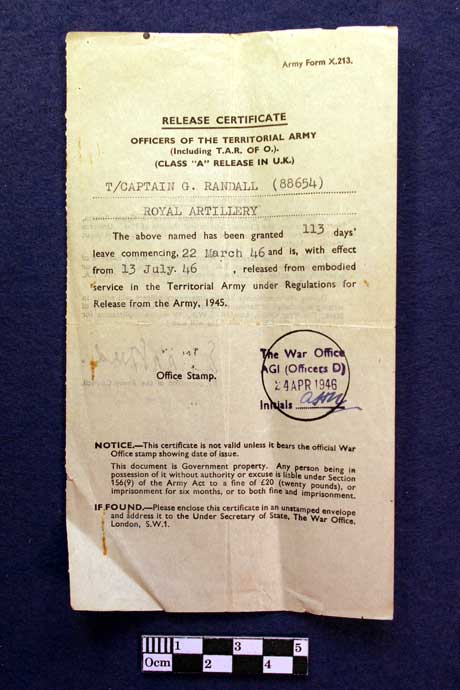 Army Form X.213.
RELEASE CERTIFICATE
OFFICERS OF THE TERRITORIAL ARMY
(Including T.A.R. OF O.).
(CLASS "A" RELEASE IN U.K.)
T/CAPTAIN G. RANDALL (88654)
ROYAL ARTILLERY
The above named has been granted 113 days'
leave commencing, 22 March 46 and is, with effect
from 13 July. 46 , released from embodied
service in the Territorial Army under Regulations for
Release from the Army, 1945.
Office Stamp.
The War Office
AG1 (Officers D)
24 APR 1946
Initials
NOTICE.—This certificate is not valid unless it bears the official War
Office stamp showing date of issue.
This document is Government property. Any person being in
possession of it without authority or excuse is liable under Section
156(9) of the Army Act to a fine of £20 (twenty pounds), or
imprisonment for six months, or to both fine and imprisonment.
IF FOUND.—Please enclose this certificate in an unstamped envelope
and address it to the Under Secretary of State, The War Office,
London, S.W.1.
1 3 5
0cm 2 4